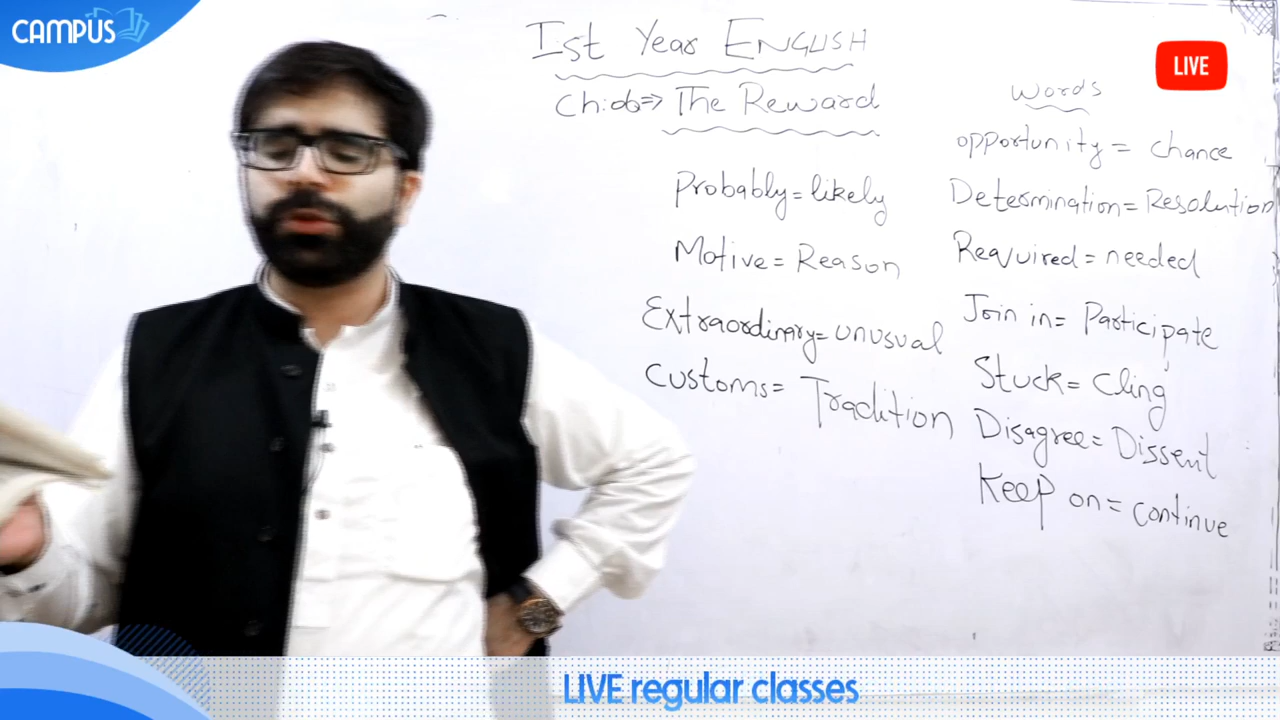 CAMPUS
LIVE
Ist Year ENGLISH
Ch:06⇒ The Reward
Probably = likely
Motive = Reason
Extraordinary = unusual
Customs = Tradition
Words
opportunity = chance
Determination = Resolution
Required = needed
Join in = Participate
Stuck = Cling
Disagree = Dissent
Keep on = continue
LIVE regular classes